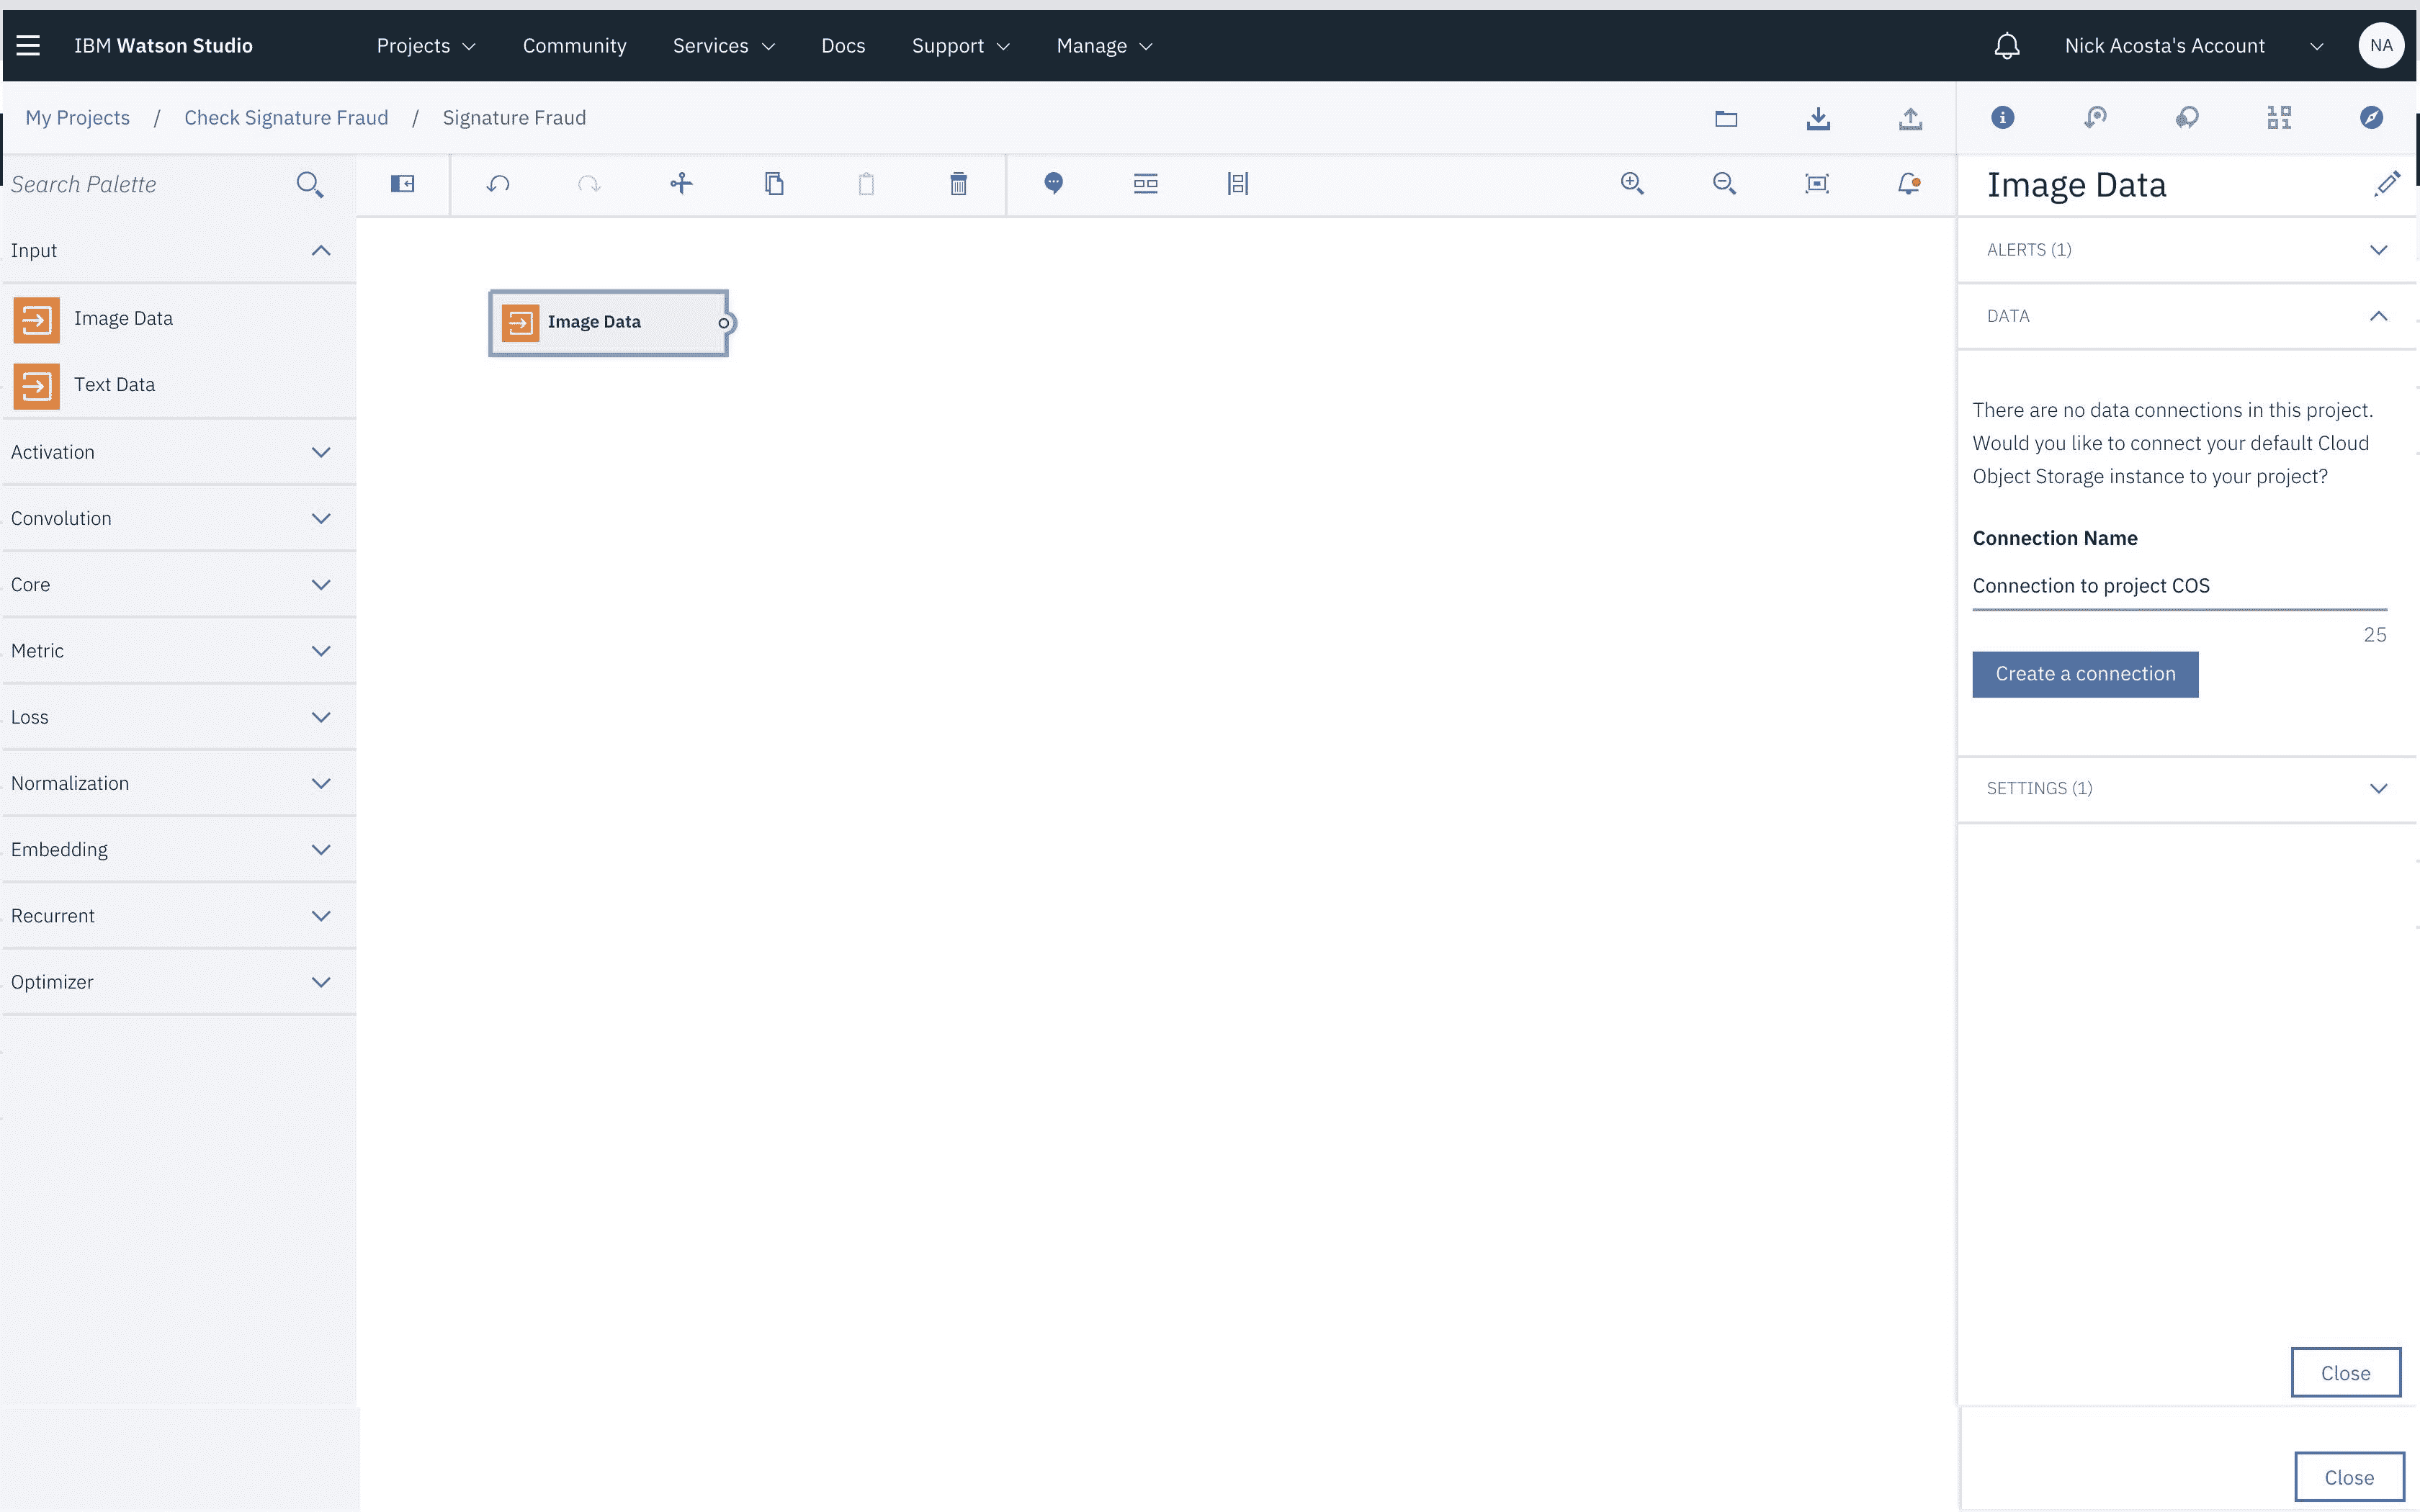 IBM Watson Studio
Projects
Community
Services
Docs
Support
Manage
Nick Acosta's Account
NA
My Projects / Check Signature Fraud / Signature Fraud
Search Palette
Input
Image Data
Text Data
Activation
Convolution
Core
Metric
Loss
Normalization
Embedding
Recurrent
Optimizer
Image Data
Image Data
ALERTS (1)
DATA
There are no data connections in this project.
Would you like to connect your default Cloud
Object Storage instance to your project?
Connection Name
Connection to project COS
25
Create a connection
SETTINGS (1)
Close
Close